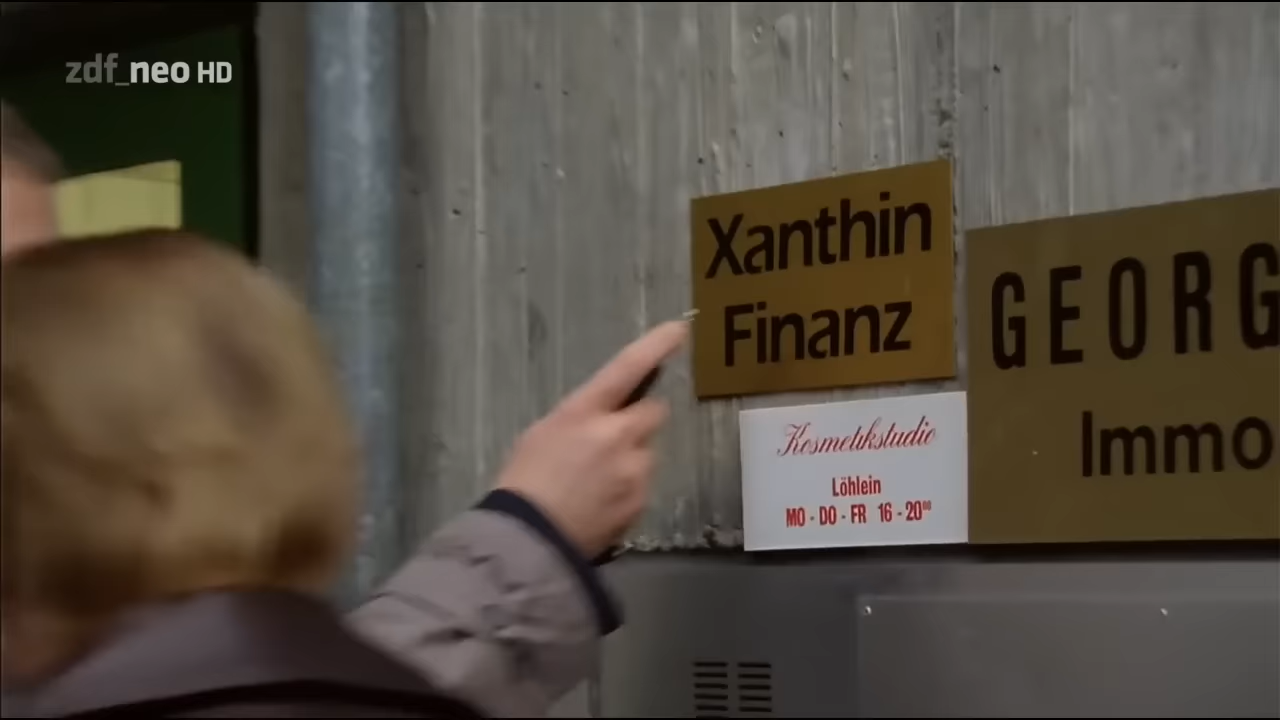 zdf_neo HD
Xanthin
Finanz
GEORG
Immo
Kosmetikstudio
Löhlein
MO - DO - FR 16 - 20⁰⁰